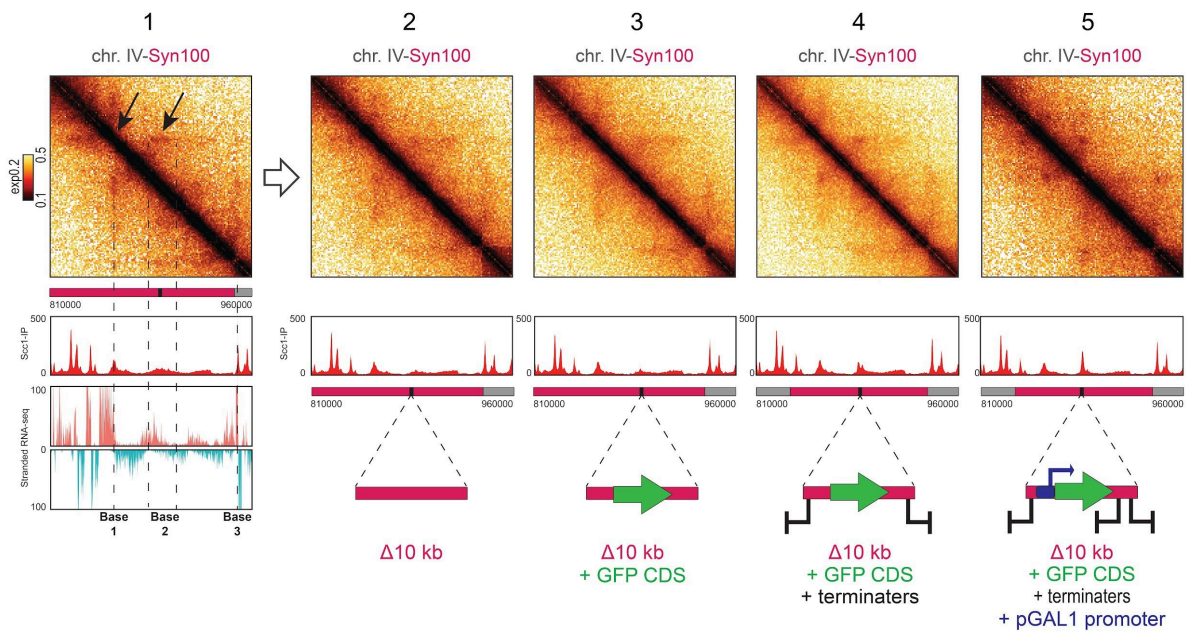 1
2
3
4
5
chr. IV-Syn100
chr. IV-Syn100
chr. IV-Syn100
chr. IV-Syn100
chr. IV-Syn100
exp0.2
0.5
0.1
810000
960000
500
0
Scc1-IP
100
0
100
Stranded RNA-seq
Base
1
Base
2
Base
3
500
0
810000
960000
Δ10 kb
500
0
810000
960000
Δ10 kb
+ GFP CDS
500
0
810000
960000
Δ10 kb
+ GFP CDS
+ terminaters
500
0
810000
960000
Δ10 kb
+ GFP CDS
+ terminaters
+ pGAL1 promoter